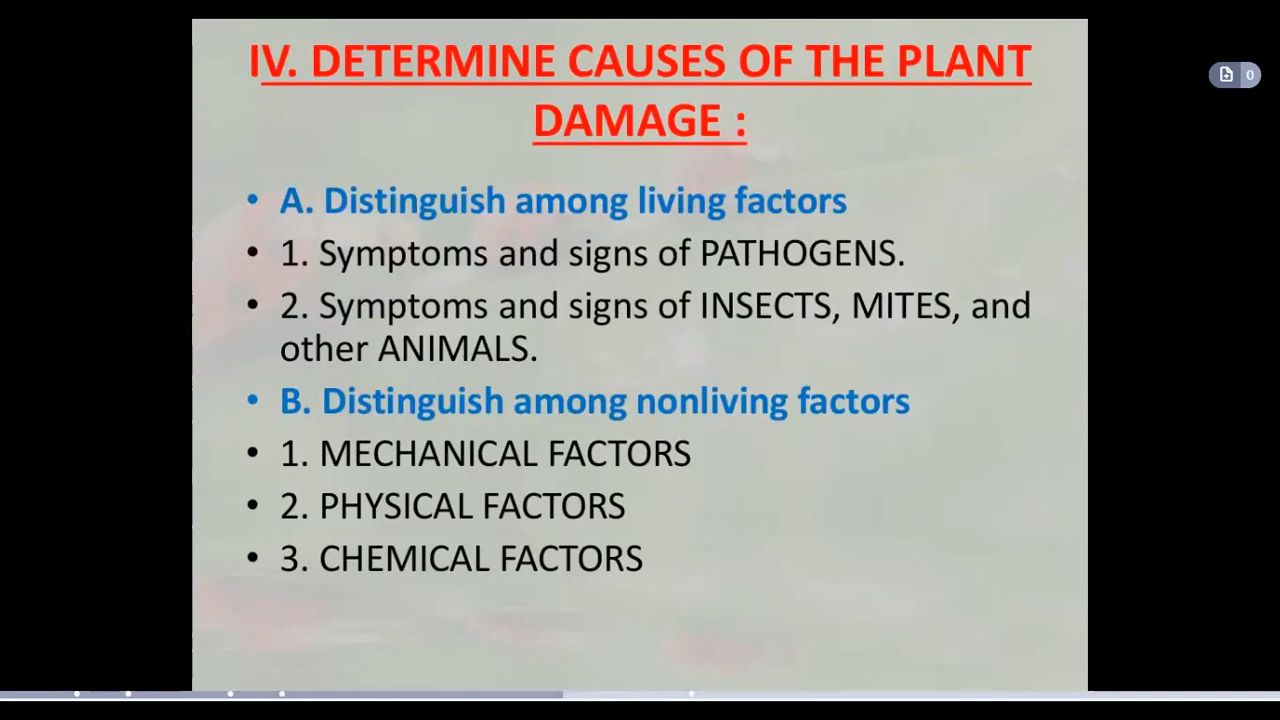 IV. DETERMINE CAUSES OF THE PLANT
DAMAGE :
• A. Distinguish among living factors
• 1. Symptoms and signs of PATHOGENS.
• 2. Symptoms and signs of INSECTS, MITES, and
other ANIMALS.
• B. Distinguish among nonliving factors
• 1. MECHANICAL FACTORS
• 2. PHYSICAL FACTORS
• 3. CHEMICAL FACTORS
0